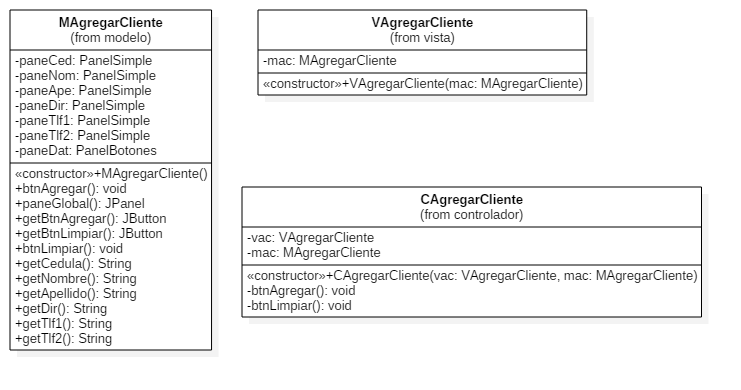 MAgregarCliente
(from modelo)
-paneCed: PanelSimple
-paneNom: PanelSimple
-paneApe: PanelSimple
-paneDir: PanelSimple
-paneTlf1: PanelSimple
-paneTlf2: PanelSimple
-paneDat: PanelBotones
«constructor»+MAgregarCliente()
+btnAgregar(): void
+paneGlobal(): JPanel
+getBtnAgregar(): JButton
+getBtnLimpiar(): JButton
+btnLimpiar(): void
+getCedula(): String
+getNombre(): String
+getApellido(): String
+getDir(): String
+getTlf1(): String
+getTlf2(): String
VAgregarCliente
(from vista)
-mac: MAgregarCliente
«constructor»+VAgregarCliente(mac: MAgregarCliente)
CAgregarCliente
(from controlador)
-vac: VAgregarCliente
-mac: MAgregarCliente
«constructor»+CAgregarCliente(vac: VAgregarCliente, mac: MAgregarCliente)
-btnAgregar(): void
-btnLimpiar(): void